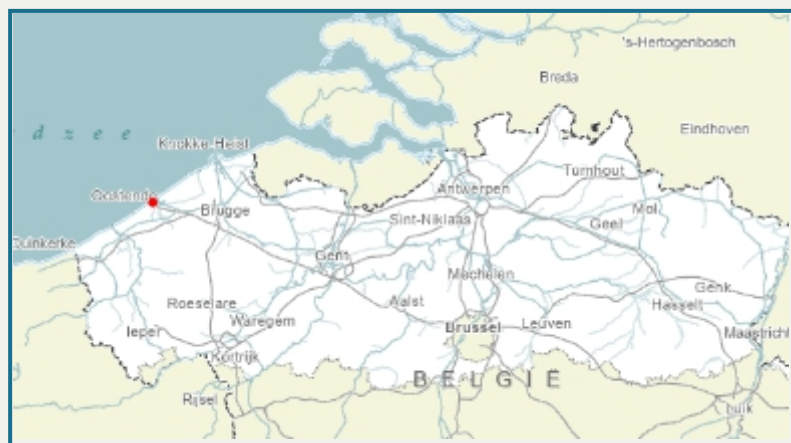 's-Hertogenbosch
Breda
Eindhoven
d z e e
Knokke-Heist
Turnhout
Antwerpen
Oostende
Mol
Brugge
Sint-Niklaas
Geel
Duinkerke
Gent
Mechelen
Genk
Roeselare
Aalst
Hasselt
Waregem
Brussel
Leuven
Ieper
Maastricht
Kortrijk
BELGIË
Rijsel
Luik